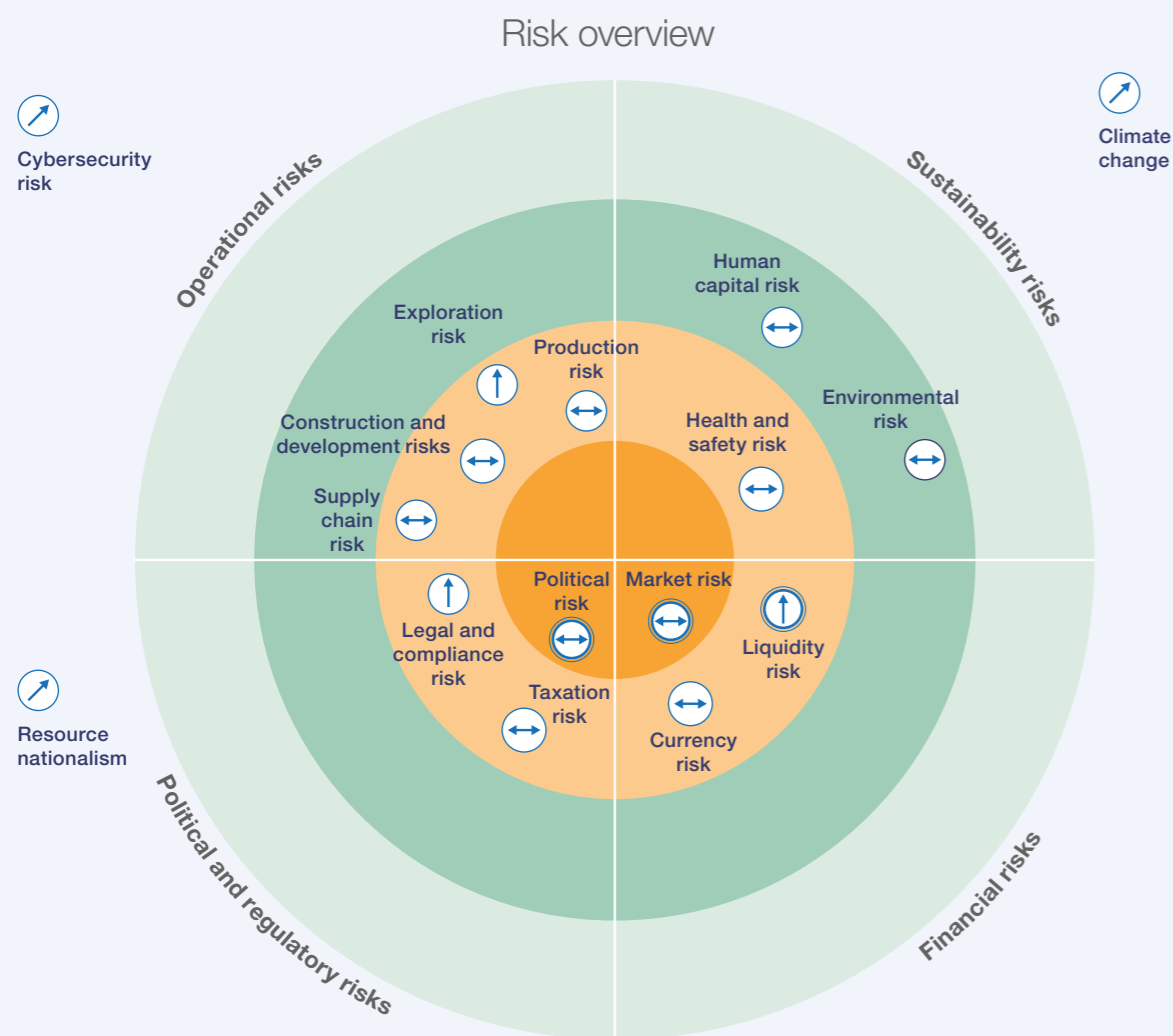 Risk overview
Cybersecurity
risk
Climate
change
Operational risks
Sustainability risks
Human
capital risk
Exploration
risk
Production
risk
Environmental
risk
Construction and
development risks
Health and
safety risk
Supply
chain
risk
Political
risk
Market risk
Legal and
compliance
risk
Liquidity
risk
Taxation
risk
Currency
risk
Resource
nationalism
Political and regulatory risks
Financial risks